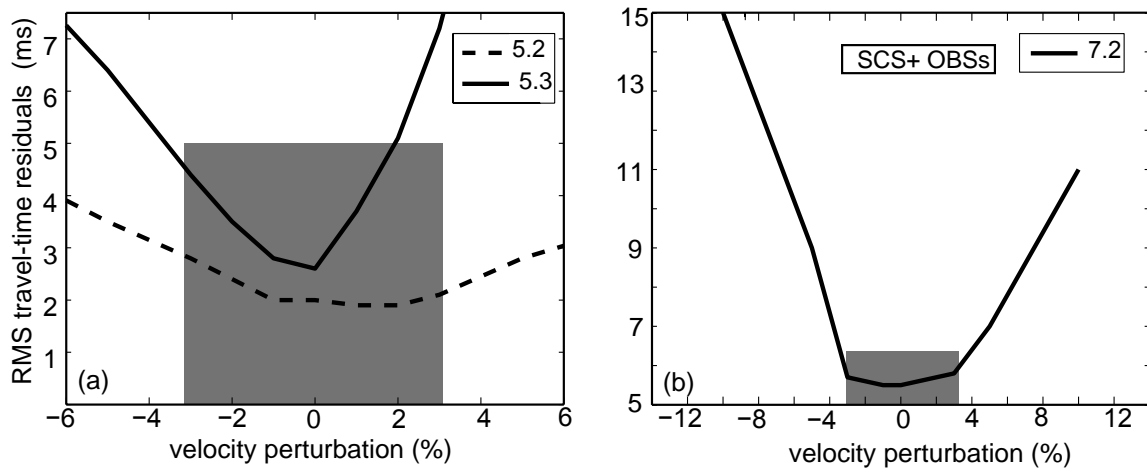 RMS travel-time residuals (ms)
7
6
5
4
3
2
1
5.2
5.3
(a)
−6 −4 −2 0 2 4 6
velocity perturbation (%)
15
13
11
9
7
5
SCS+ OBSs
7.2
(b)
−12 −8 −4 0 4 8 12
velocity perturbation (%)